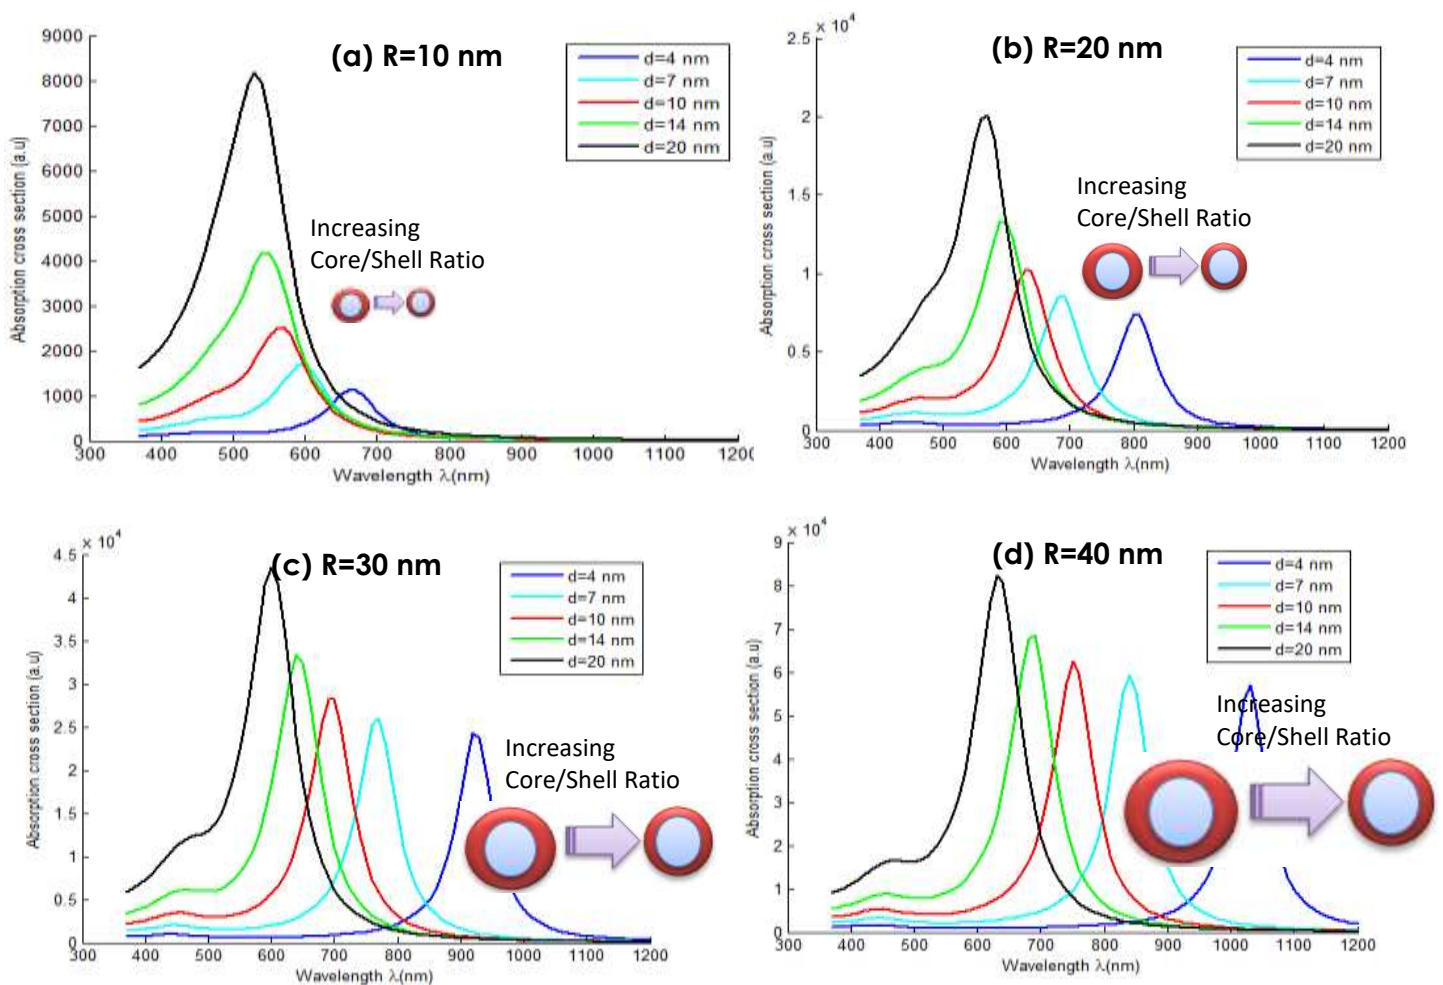 (a) R=10 nm
9000
8000
7000
6000
5000
4000
3000
2000
1000
0
300 400 500 600 700 800 900 1000 1100 1200
Absorption cross section (a.u)
Wavelength λ(nm)
d=4 nm
d=7 nm
d=10 nm
d=14 nm
d=20 nm
Increasing
Core/Shell Ratio
(b) R=20 nm
x 10^4
2.5
2
1.5
1
0.5
0
300 400 500 600 700 800 900 1000 1100 1200
Absorption cross section (a.u)
Wavelength λ(nm)
d=4 nm
d=7 nm
d=10 nm
d=14 nm
d=20 nm
Increasing
Core/Shell Ratio
(c) R=30 nm
x 10^4
4.5
4
3.5
3
2.5
2
1.5
1
0.5
0
300 400 500 600 700 800 900 1000 1100 1200
Absorption cross section (a.u)
Wavelength λ(nm)
d=4 nm
d=7 nm
d=10 nm
d=14 nm
d=20 nm
Increasing
Core/Shell Ratio
(d) R=40 nm
x 10^4
9
8
7
6
5
4
3
2
1
0
300 400 500 600 700 800 900 1000 1100 1200
Absorption cross section (a.u)
Wavelength λ(nm)
d=4 nm
d=7 nm
d=10 nm
d=14 nm
d=20 nm
Increasing
Core/Shell Ratio